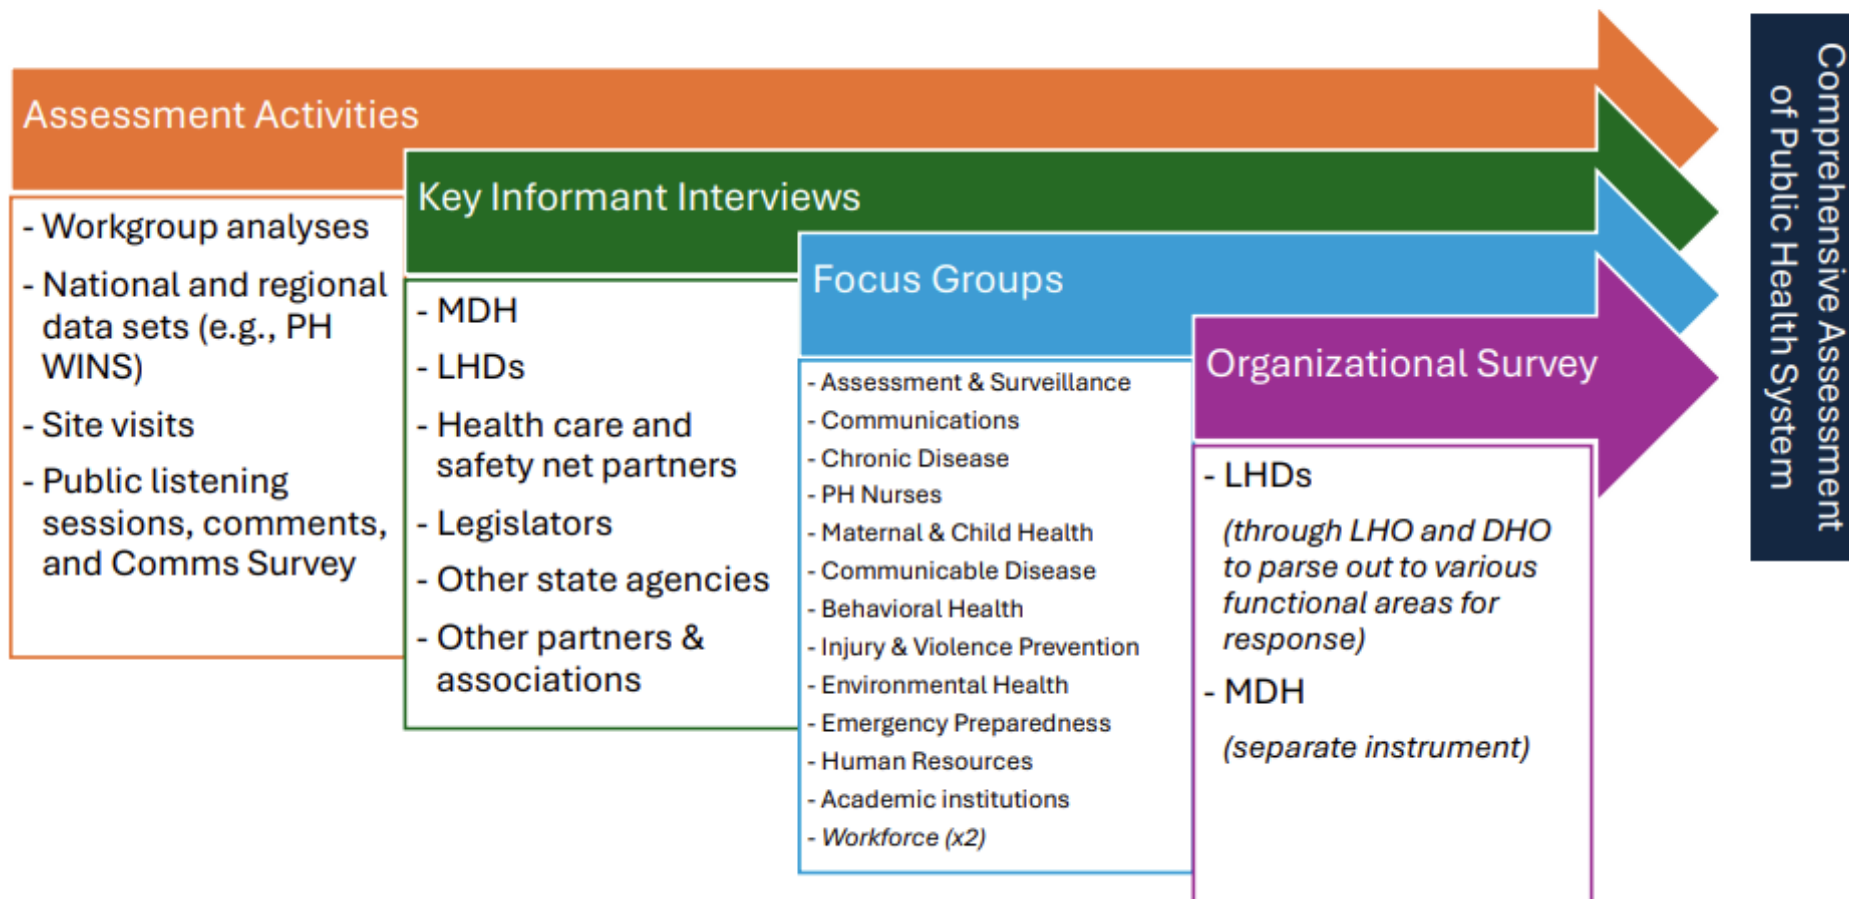 Assessment Activities
- Workgroup analyses
- National and regional
data sets (e.g., PH
WINS)
- Site visits
- Public listening
sessions, comments,
and Comms Survey
Key Informant Interviews
- MDH
- LHDs
- Health care and
safety net partners
- Legislators
- Other state agencies
- Other partners &
associations
Focus Groups
- Assessment & Surveillance
- Communications
- Chronic Disease
- PH Nurses
- Maternal & Child Health
- Communicable Disease
- Behavioral Health
- Injury & Violence Prevention
- Environmental Health
- Emergency Preparedness
- Human Resources
- Academic institutions
- Workforce (x2)
Organizational Survey
- LHDs
(through LHO and DHO
to parse out to various
functional areas for
response)
- MDH
(separate instrument)
Comprehensive Assessment
of Public Health System